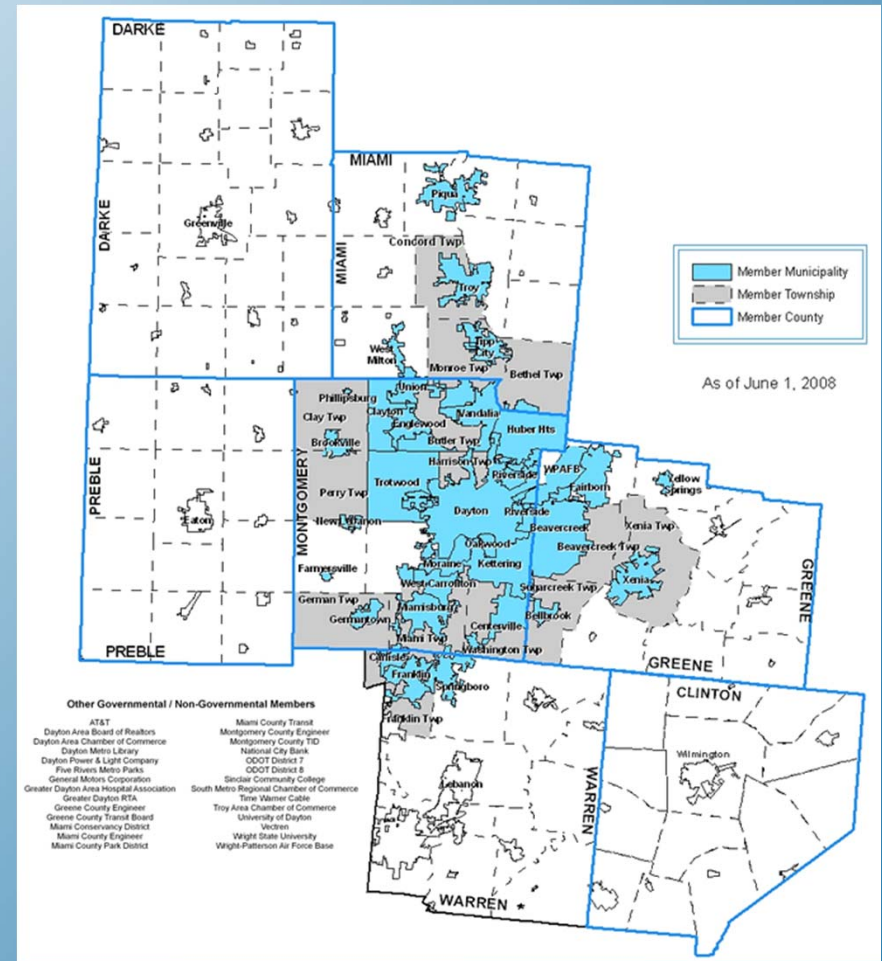 DARKE
MIAMI
Piqua
DARKE
Greenville
MIAMI
Concord Twp
Troy
Member Municipality
Member Township
Member County
West
Milton
Tipp
City
Monroe Twp
Bethel Twp
As of June 1, 2008
Union
Phillipsburg
Clayton
Vandalia
Clay Twp
Englewood
Huber Hts
Brookville
Butler Twp
MONTGOMERY
Harrison Twp
WPAFB
Riverside
Trotwood
Fairborn
Yellow
Springs
PREBLE
Perry Twp
Eaton
New Lebanon
Dayton
Riverside
Beavercreek
Xenia Twp
Oakwood
Beavercreek Twp
Farmersville
Moraine
Kettering
GREENE
West Carrollton
Sugarcreek Twp
Xenia
German Twp
Miamisburg
Germantown
Centerville
Bellbrook
Miami Twp
Washington Twp
PREBLE
Carlisle
GREENE
Franklin
Springboro
CLINTON
Franklin Twp
Wilmington
Lebanon
WARREN
WARREN
Other Governmental / Non-Governmental Members
AT&T
Dayton Area Board of Realtors
Dayton Area Chamber of Commerce
Dayton Metro Library
Dayton Power & Light Company
Five Rivers Metro Parks
General Motors Corporation
Greater Dayton Area Hospital Association
Greater Dayton RTA
Greene County Engineer
Greene County Transit Board
Miami Conservancy District
Miami County Engineer
Miami County Park District
Miami County Transit
Montgomery County Engineer
Montgomery County TID
National City Bank
ODOT District 7
ODOT District 8
Sinclair Community College
South Metro Regional Chamber of Commerce
Time Warner Cable
Troy Area Chamber of Commerce
University of Dayton
Vectren
Wright State University
Wright-Patterson Air Force Base